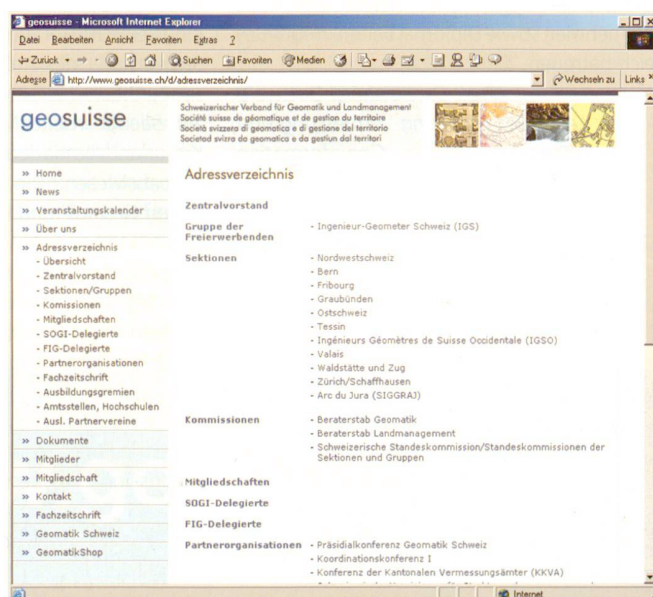 geosuisse - Microsoft Internet Explorer
Datei Bearbeiten Ansicht Favoriten Extras ?
Zurück Suchen Favoriten Medien
Adresse http://www.geosuisse.ch/d/adressverzeichnis/ Wechseln zu Links »
geosuisse
Schweizerischer Verband für Geomatik und Landmanagement
Société suisse de géomatique et de gestion du territoire
Società svizzera di geomatica e di gestione del territorio
Societad svizra da geomatica e da gestiun dal territori
» Home
» News
» Veranstaltungskalender
» Über uns
» Adressverzeichnis
- Übersicht
- Zentralvorstand
- Sektionen/Gruppen
- Komissionen
- Mitgliedschaften
- SOGI-Delegierte
- FIG-Delegierte
- Partnerorganisationen
- Fachzeitschrift
- Ausbildungsgremien
- Amtsstellen, Hochschulen
- Ausl. Partnervereine
» Dokumente
» Mitglieder
» Mitgliedschaft
» Kontakt
» Fachzeitschrift
» Geomatik Schweiz
» GeomatikShop
Adressverzeichnis
Zentralvorstand
Gruppe der Freierwerbenden
- Ingenieur-Geometer Schweiz (IGS)
Sektionen
- Nordwestschweiz
- Bern
- Fribourg
- Graubünden
- Ostschweiz
- Tessin
- Ingénieurs Géomètres de Suisse Occidentale (IGSO)
- Valais
- Waldstätte und Zug
- Zürich/Schaffhausen
- Arc du Jura (SIGGRAJ)
Kommissionen
- Beraterstab Geomatik
- Beraterstab Landmanagement
- Schweizerische Standeskommission/Standeskommissionen der
Sektionen und Gruppen
Mitgliedschaften
SOGI-Delegierte
FIG-Delegierte
Partnerorganisationen
- Präsidialkonferenz Geomatik Schweiz
- Koordinationskonferenz I
- Konferenz der Kantonalen Vermessungsämter (KKVA)
Internet